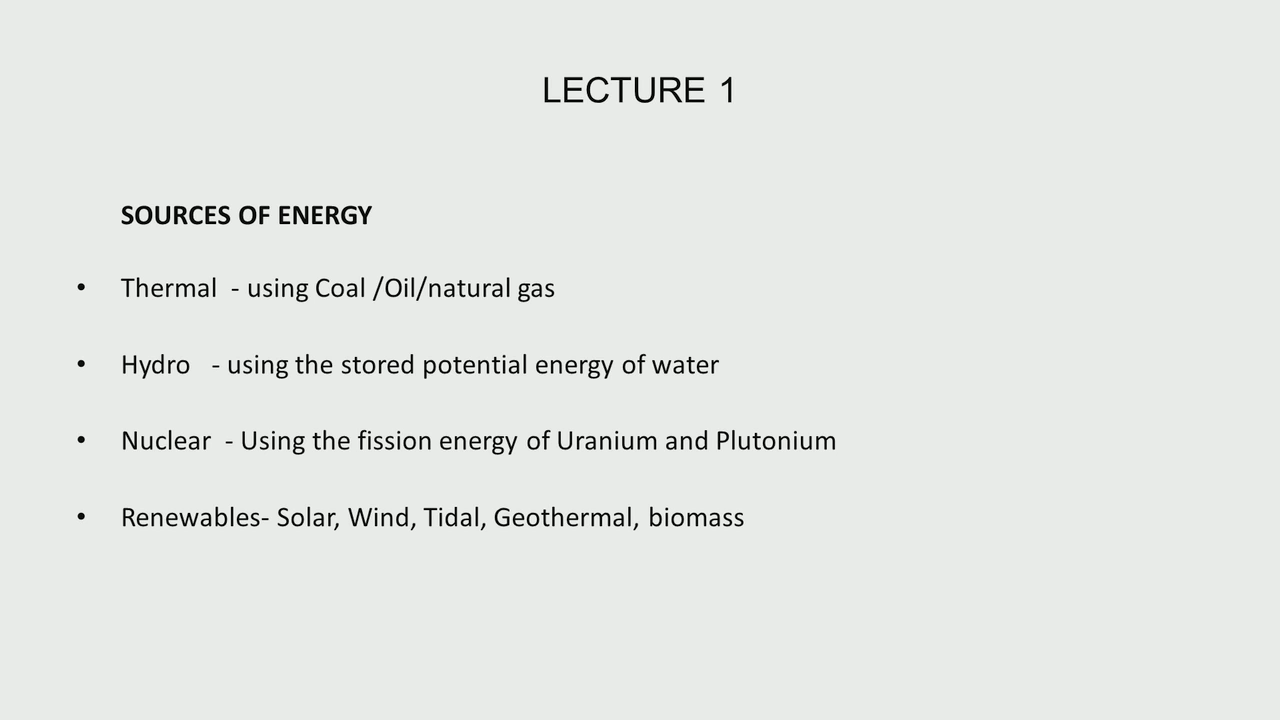 LECTURE 1
SOURCES OF ENERGY
• Thermal - using Coal /Oil/natural gas
• Hydro - using the stored potential energy of water
• Nuclear - Using the fission energy of Uranium and Plutonium
• Renewables- Solar, Wind, Tidal, Geothermal, biomass